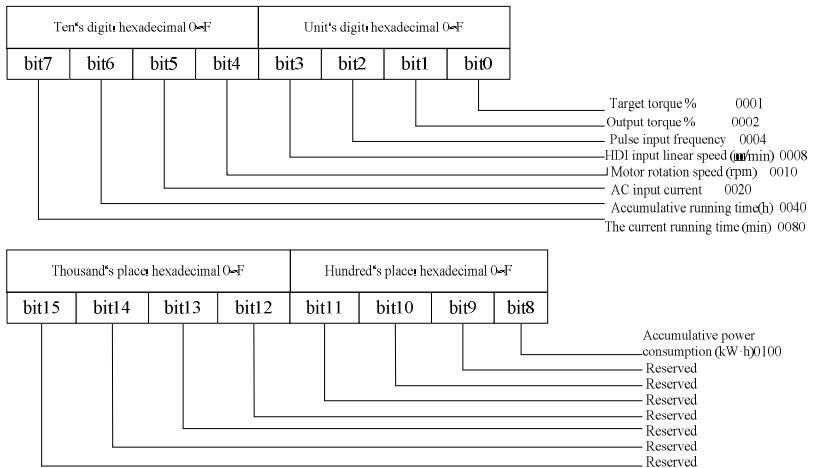 Ten's digit: hexadecimal 0~F Unit's digit: hexadecimal 0~F
bit7 bit6 bit5 bit4 bit3 bit2 bit1 bit0
Target torque % 0001
Output torque % 0002
Pulse input frequency 0004
HDI input linear speed (m/min) 0008
Motor rotation speed (rpm) 0010
AC input current 0020
Accumulative running time(h) 0040
The current running time (min) 0080
Thousand's place: hexadecimal 0~F Hundred's place: hexadecimal 0~F
bit15 bit14 bit13 bit12 bit11 bit10 bit9 bit8
Accumulative power
consumption (kW·h)0100
Reserved
Reserved
Reserved
Reserved
Reserved
Reserved
Reserved